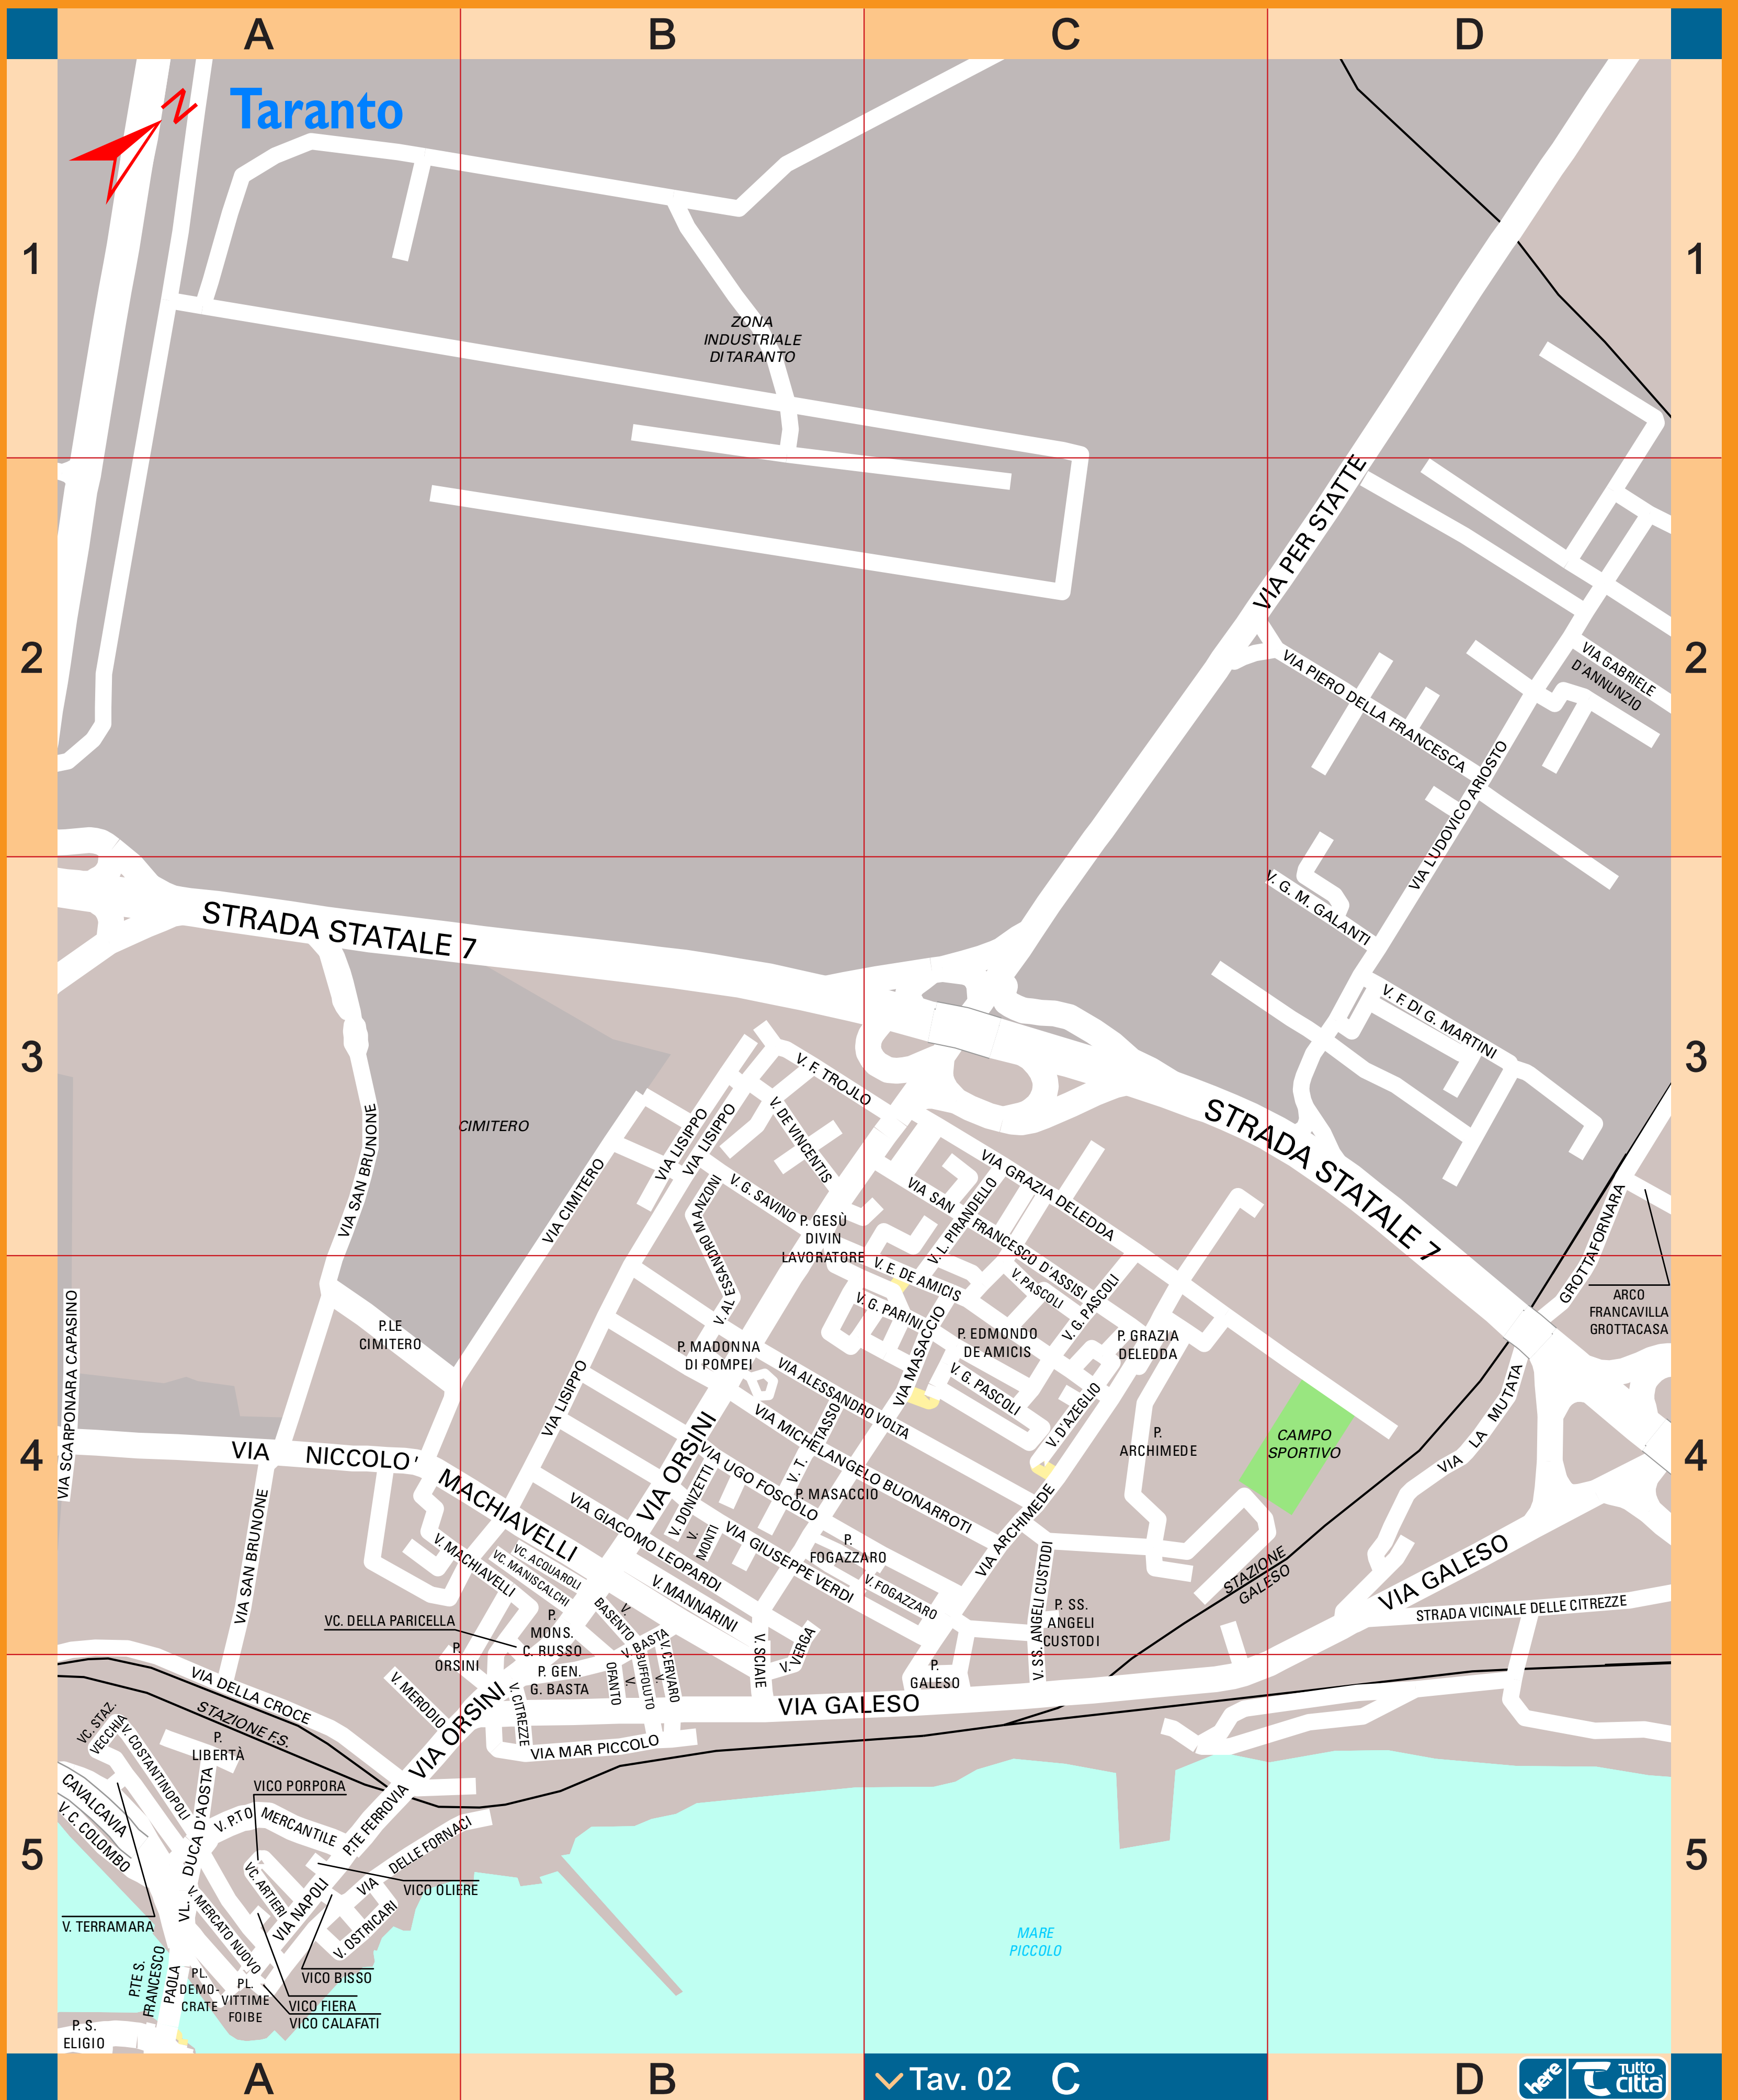 A
B
C
D
1
1
Taranto
N
ZONA
INDUSTRIALE
DI TARANTO
2
2
VIA PER STATTE
VIA PIERO DELLA FRANCESCA
VIA GABRIELE
D'ANNUNZIO
VIA LUDOVICO ARIOSTO
3
3
STRADA STATALE 7
V. G. M. GALANTI
V. F. DI G. MARTINI
V. F. TROJLO
CIMITERO
VIA SAN BRUNONE
VIA CIMITERO
VIA LISIPPO
VIA LISIPPO
V. DE VINCENTIS
V. G. SAVINO
V. ALESSANDRO MANZONI
P. GESÙ
DIVIN
LAVORATORE
VIA GRAZIA DELEDDA
VIA SAN FRANCESCO D'ASSISI
V. L. PIRANDELLO
STRADA STATALE 7
GROTTAFORNARA
ARCO
FRANCAVILLA
GROTTACASA
4
4
VIA SCARPONARA CAPASINO
P.LE
CIMITERO
VIA NICCOLO' MACHIAVELLI
VIA LISIPPO
P. MADONNA
DI POMPEI
V. E. DE AMICIS
V. G. PARINI
V. PASCOLI
V. G. PASCOLI
P. EDMONDO
DE AMICIS
P. GRAZIA
DELEDDA
VIA MASACCIO
V. G. PASCOLI
V. D'AZEGLIO
VIA ALESSANDRO VOLTA
VIA MICHELANGELO BUONARROTI
V. T. TASSO
VIA UGO FOSCOLO
P. MASACCIO
P.
ARCHIMEDE
CAMPO
SPORTIVO
VIA LA MUTATA
VIA ORSINI
V. DONIZETTI
V.
MONTI
VIA GIACOMO LEOPARDI
VIA GIUSEPPE VERDI
P.
FOGAZZARO
V. FOGAZZARO
VIA ARCHIMEDE
V. SS. ANGELI CUSTODI
P. SS.
ANGELI
CUSTODI
STAZIONE
GALESO
VIA GALESO
STRADA VICINALE DELLE CITREZZE
VIA SAN BRUNONE
V. MACHIAVELLI
VC. ACQUAROLI
VC. MANISCALCHI
V. MANNARINI
VC. DELLA PARICELLA
P.
MONS.
C. RUSSO
V.
BASENTO
V. BASTA
P.
ORSINI
P. GEN.
G. BASTA
V.
OFANTO
V.
BUFFOLUTO
V. CERVARO
V. SCIAIE
V. VERGA
P.
GALESO
5
5
VIA DELLA CROCE
STAZIONE F.S.
V. MERODIO
VIA ORSINI
V. CITREZZE
VIA GALESO
VIA MAR PICCOLO
VC. STAZ.
VECCHIA
V. COSTANTINOPOLI
P.
LIBERTÀ
VICO PORPORA
CAVALCAVIA
V. C. COLOMBO
VL. DUCA D'AOSTA
V. P.TO MERCANTILE
P.TE FERROVIA
VIA DELLE FORNACI
VC. ARTIERI
VIA NAPOLI
VICO OLIERE
V. TERRAMARA
V. MERCATO NUOVO
V. OSTRICARI
VICO BISSO
VICO FIERA
VICO CALAFATI
P.TE S.
FRANCESCO
PAOLA
PL.
DEMO-
CRATE
PL.
VITTIME
FOIBE
P. S.
ELIGIO
MARE
PICCOLO
A
B
Tav. 02
C
D
here
TUTTO
Città